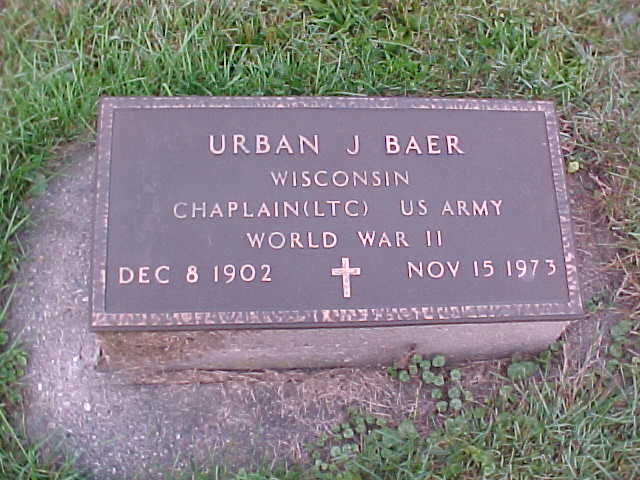 URBAN J BAER
WISCONSIN
CHAPLAIN(LTC) US ARMY
WORLD WAR II
DEC 8 1902 NOV 15 1973